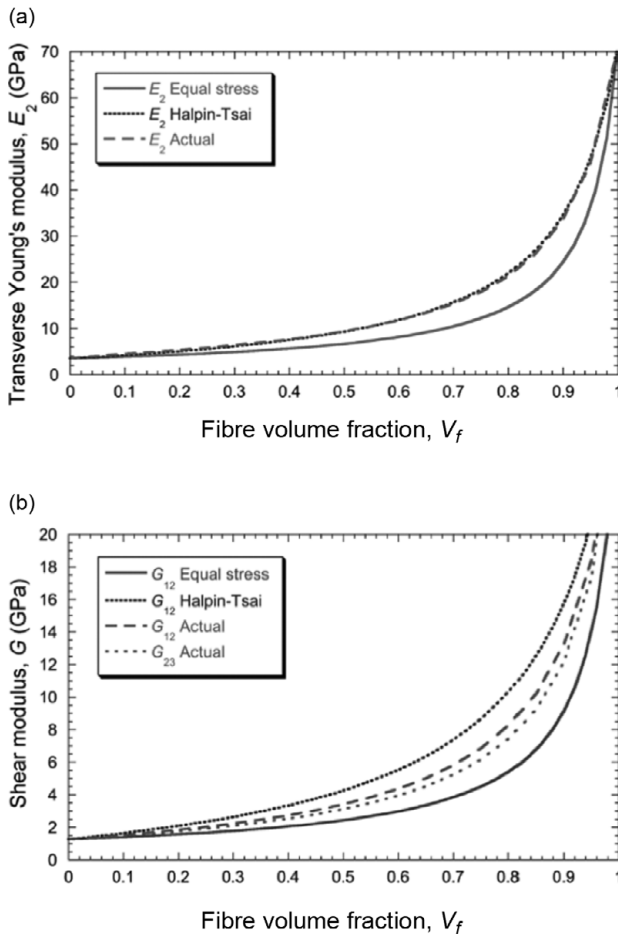 (a)
Transverse Young's modulus, E2 (GPa)
70
60
50
40
30
20
10
0
E2 Equal stress
E2 Halpin-Tsai
E2 Actual
0 0.1 0.2 0.3 0.4 0.5 0.6 0.7 0.8 0.9 1
Fibre volume fraction, Vf
(b)
Shear modulus, G (GPa)
20
18
16
14
12
10
8
6
4
2
0
G12 Equal stress
G12 Halpin-Tsai
G12 Actual
G23 Actual
0 0.1 0.2 0.3 0.4 0.5 0.6 0.7 0.8 0.9 1
Fibre volume fraction, Vf